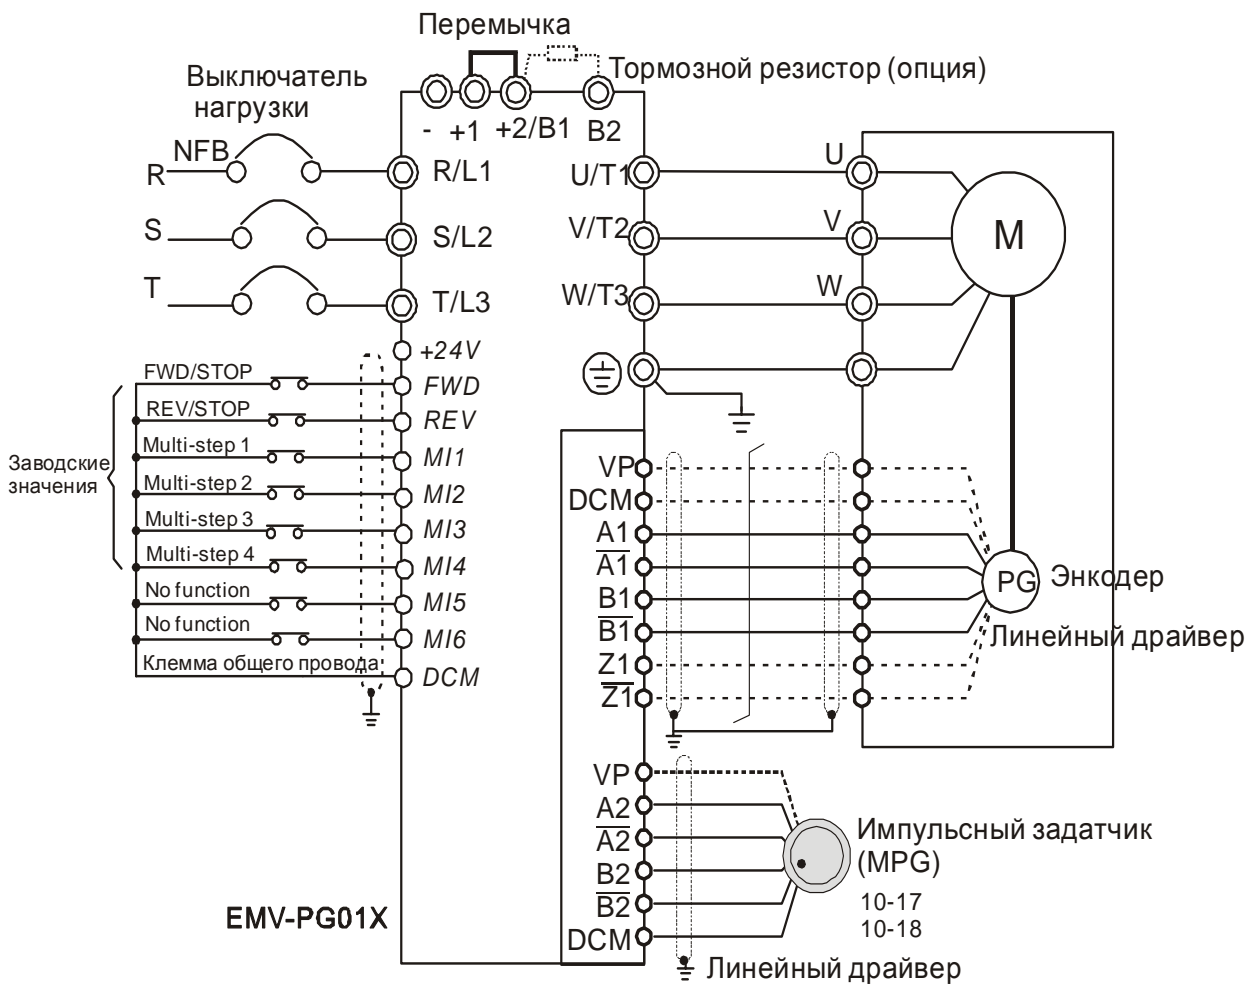 Перемычка
Тормозной резистор (опция)
Выключатель
нагрузки
- +1 +2/B1 B2
NFB
R
R/L1
U/T1
U
S
S/L2
V/T2
V
M
T
T/L3
W/T3
W
+24V
FWD/STOP
FWD
REV/STOP
REV
Multi-step 1
MI1
Заводские
значения
Multi-step 2
MI2
Multi-step 3
MI3
Multi-step 4
MI4
No function
MI5
No function
MI6
Клемма общего провода
DCM
VP
DCM
A1
A1
B1
B1
Z1
Z1
PG
Энкодер
Линейный драйвер
VP
A2
A2
B2
B2
DCM
Импульсный задатчик
(MPG)
10-17
10-18
EMV-PG01X
Линейный драйвер